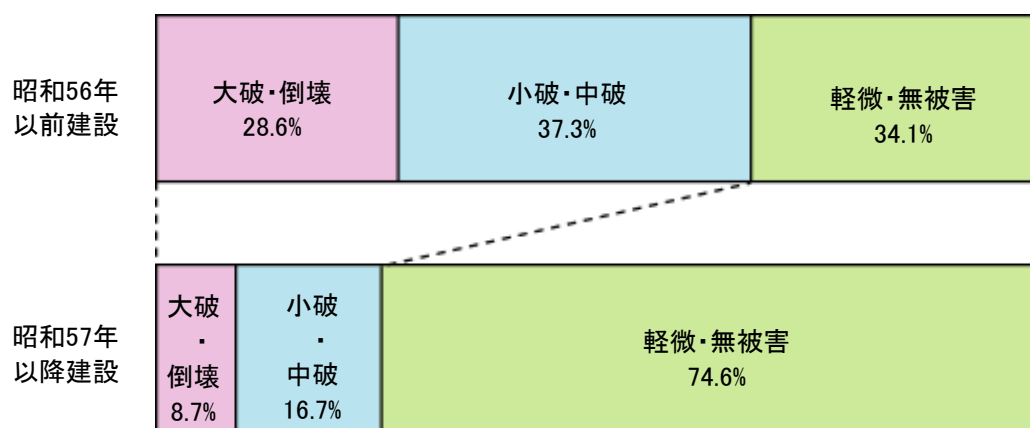 昭和56年
以前建設
大破・倒壊
28.6%
小破・中破
37.3%
軽微・無被害
34.1%
昭和57年
以降建設
大破
・
倒壊
8.7%
小破
・
中破
16.7%
軽微・無被害
74.6%